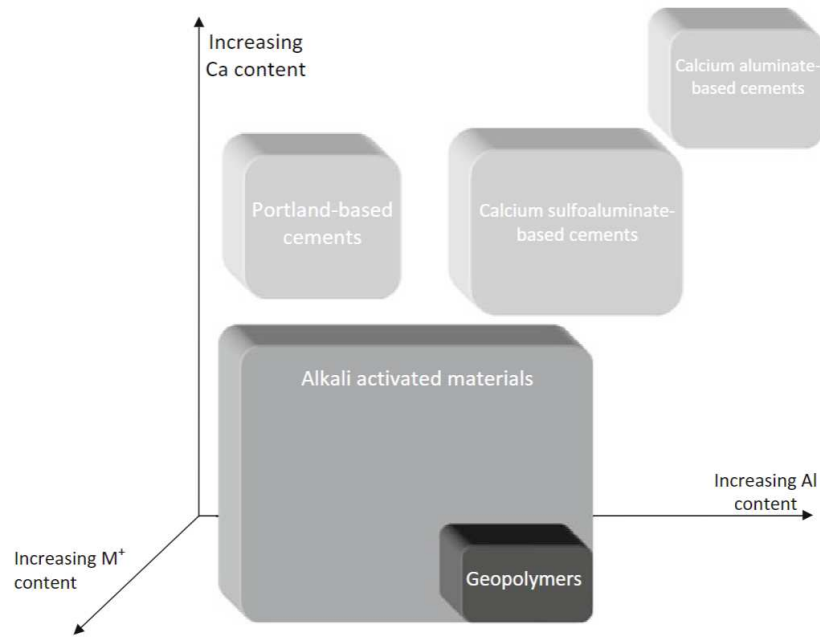 Increasing
Ca content
Calcium aluminate-
based cements
Portland-based
cements
Calcium sulfoaluminate-
based cements
Alkali activated materials
Increasing Al
content
Increasing M⁺
content
Geopolymers